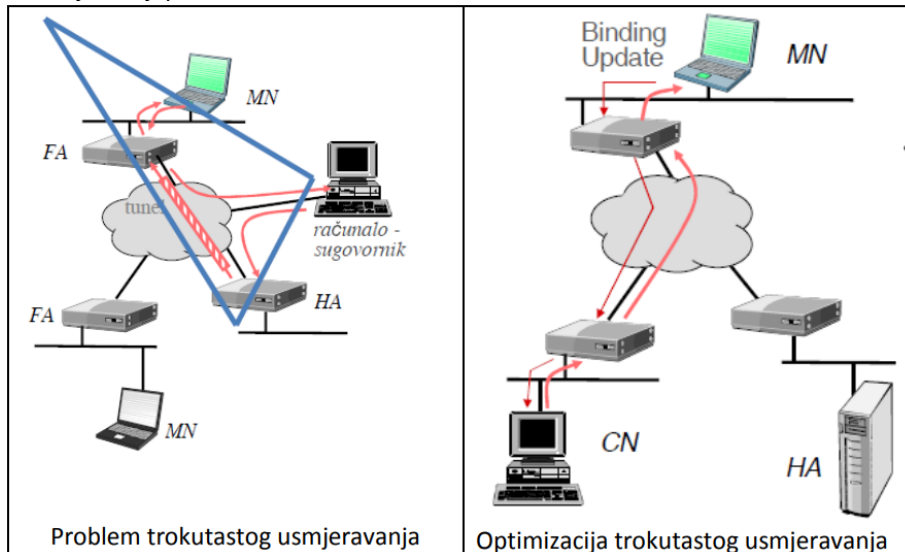 MN
FA
tunel
računalo -
sugovornik
FA
HA
MN
Problem trokutastog usmjeravanja
Binding
Update
MN
CN
HA
Optimizacija trokutastog usmjeravanja